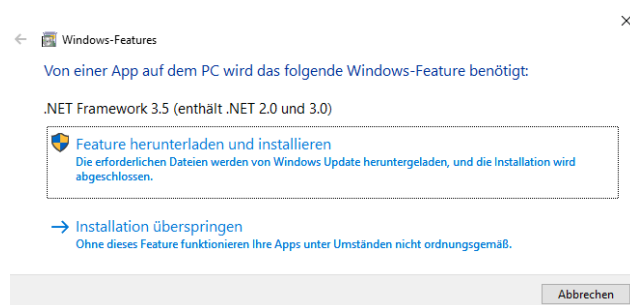 Windows-Features
Von einer App auf dem PC wird das folgende Windows-Feature benötigt:
.NET Framework 3.5 (enthält .NET 2.0 und 3.0)
Feature herunterladen und installieren
Die erforderlichen Dateien werden von Windows Update heruntergeladen, und die Installation wird
abgeschlossen.
Installation überspringen
Ohne dieses Feature funktionieren Ihre Apps unter Umständen nicht ordnungsgemäß.
Abbrechen